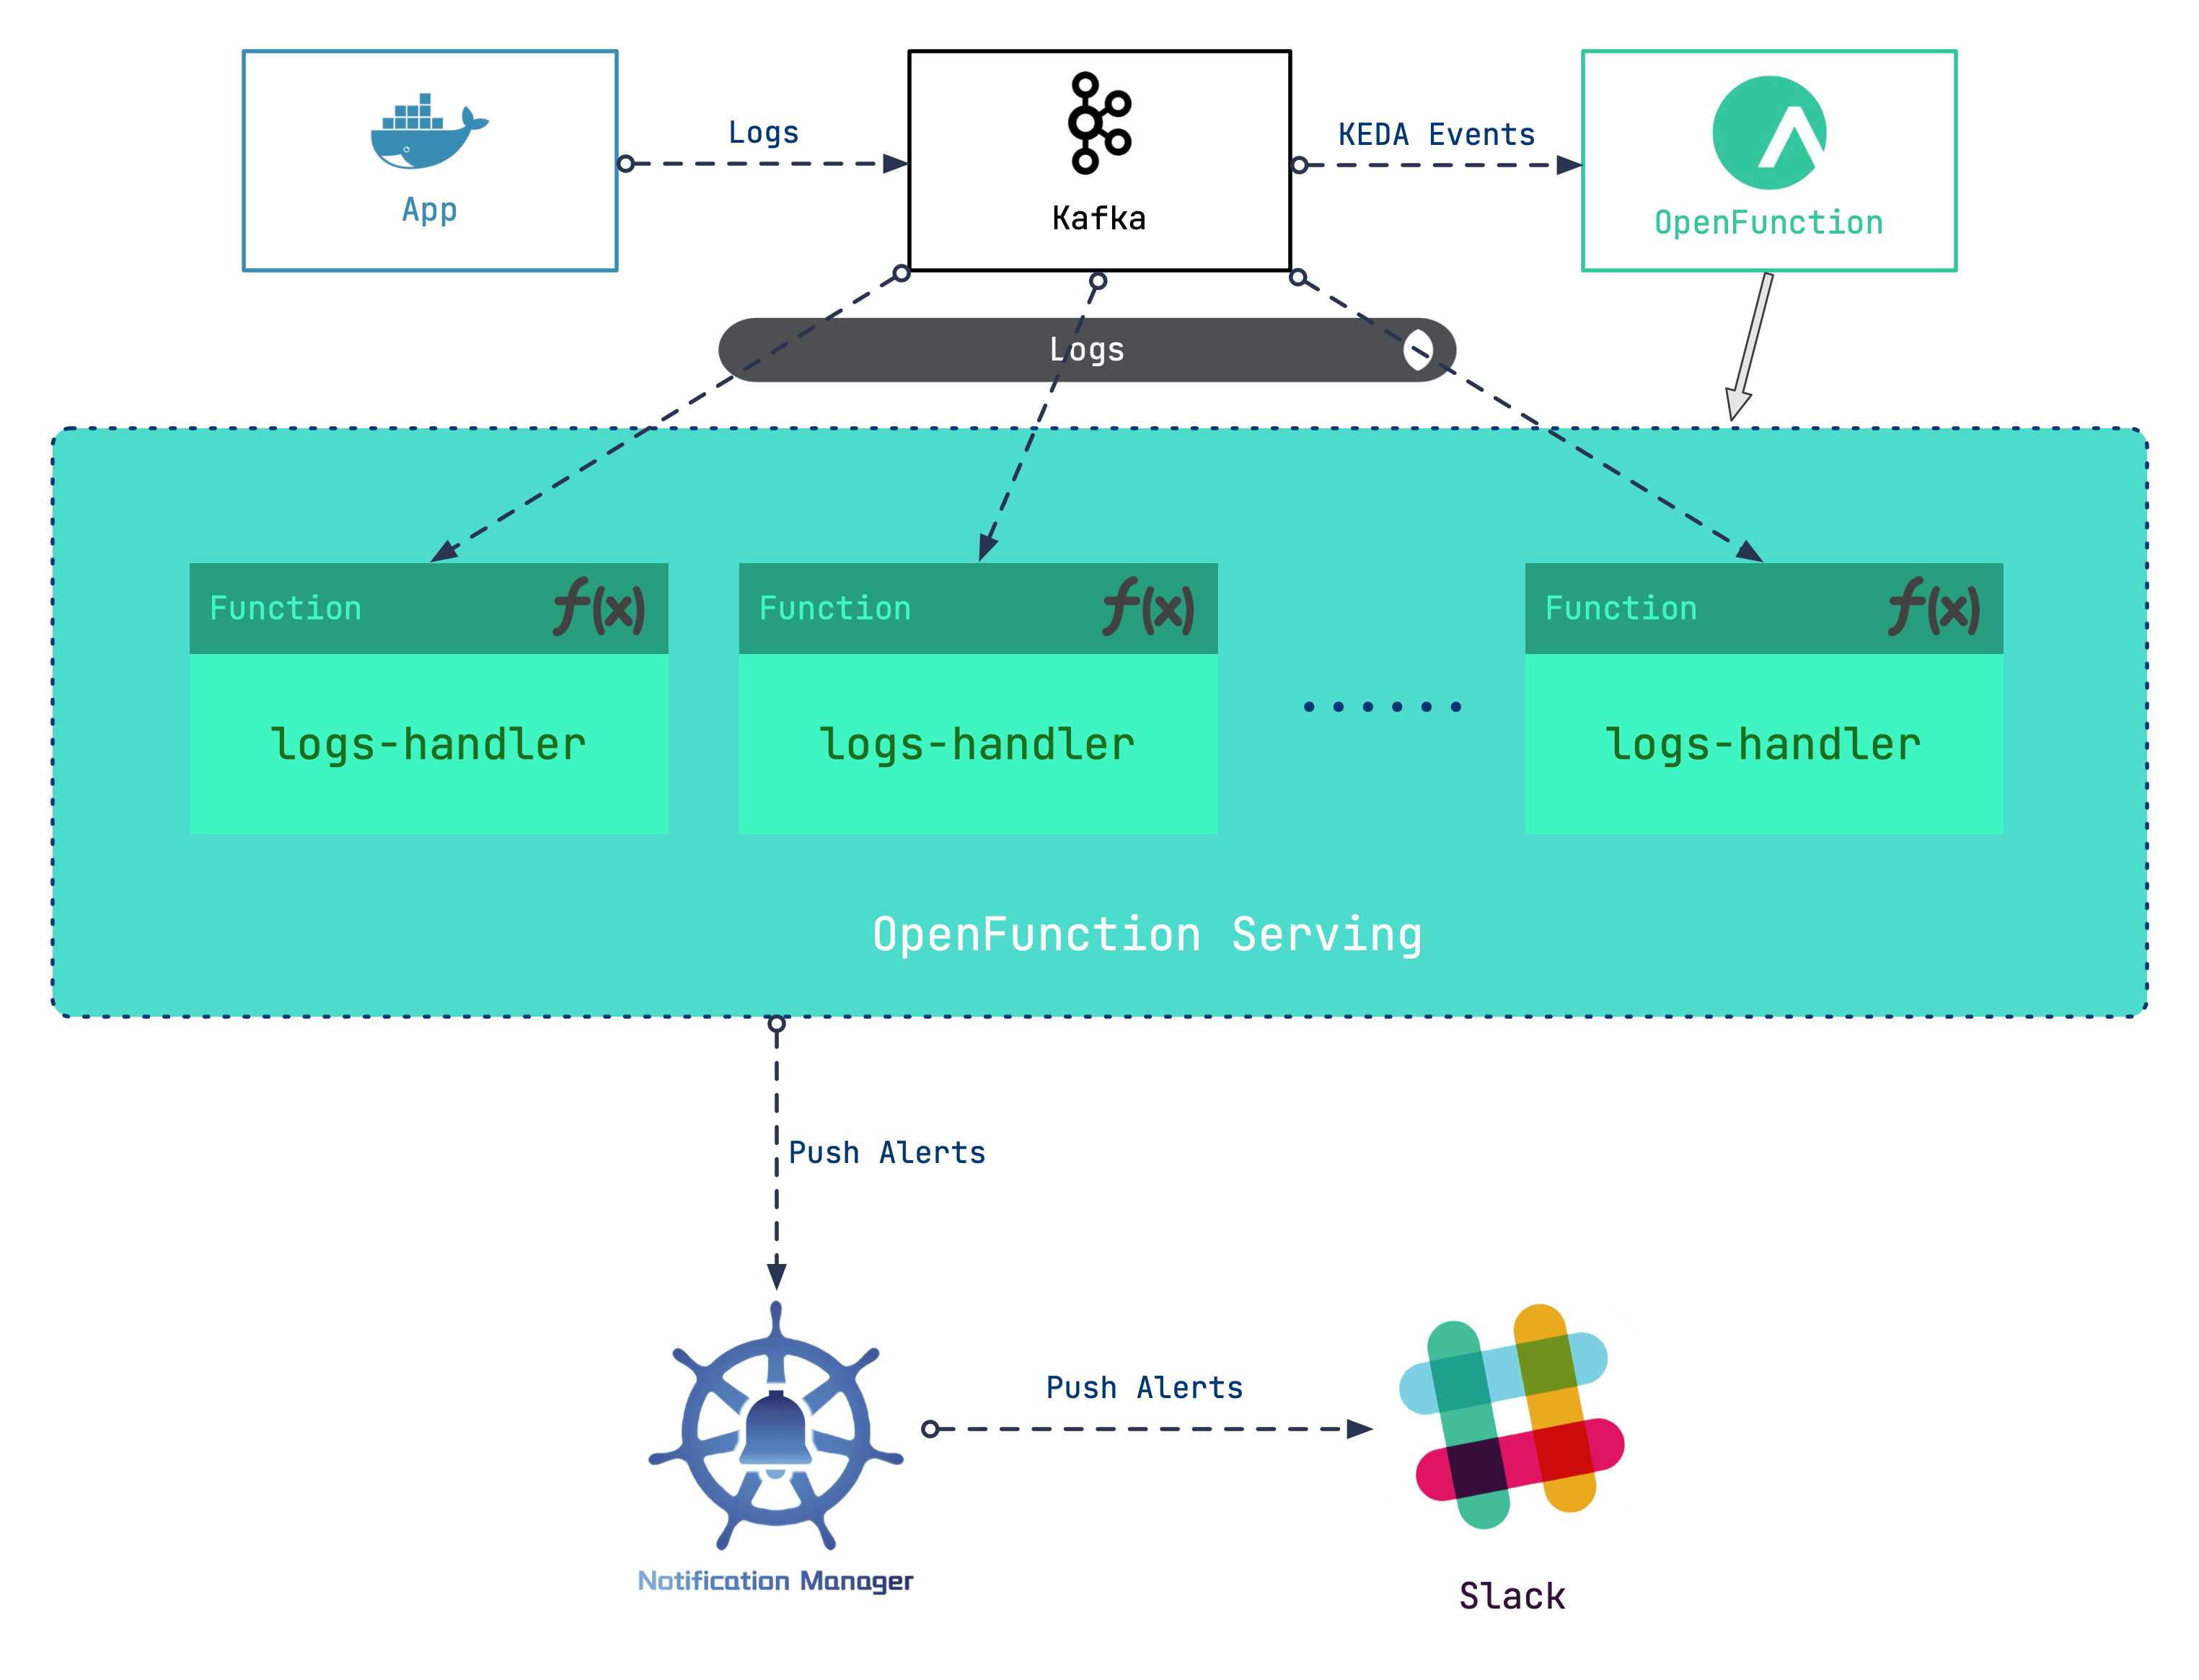 Logs
KEDA Events
App
Kafka
OpenFunction
Logs
Function f(x)
Function f(x)
Function f(x)
logs-handler
logs-handler
logs-handler
OpenFunction Serving
Push Alerts
Push Alerts
Notification Manager
Slack